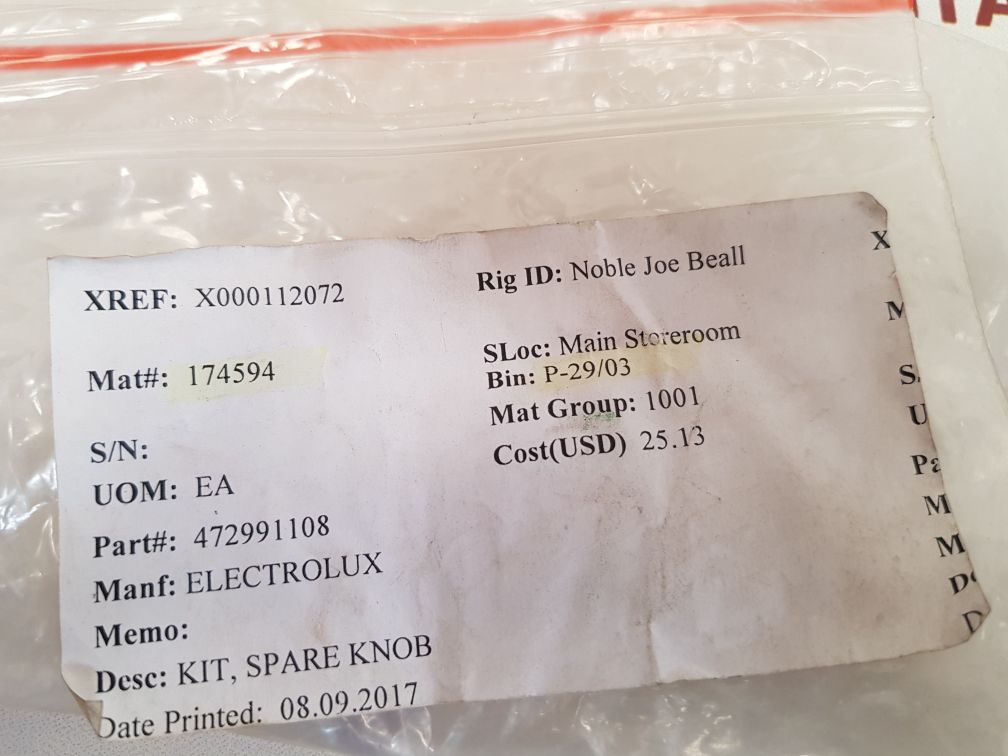 XREF: X000112072
Rig ID: Noble Joe Beall
Mat#: 174594
SLoc: Main Storeroom
Bin: P-29/03
Mat Group: 1001
Cost(USD) 25.13
S/N:
UOM: EA
Part#: 472991108
Manf: ELECTROLUX
Memo:
Desc: KIT, SPARE KNOB
Date Printed: 08.09.2017
X
M
S.
U
Pa
M
M
De
D